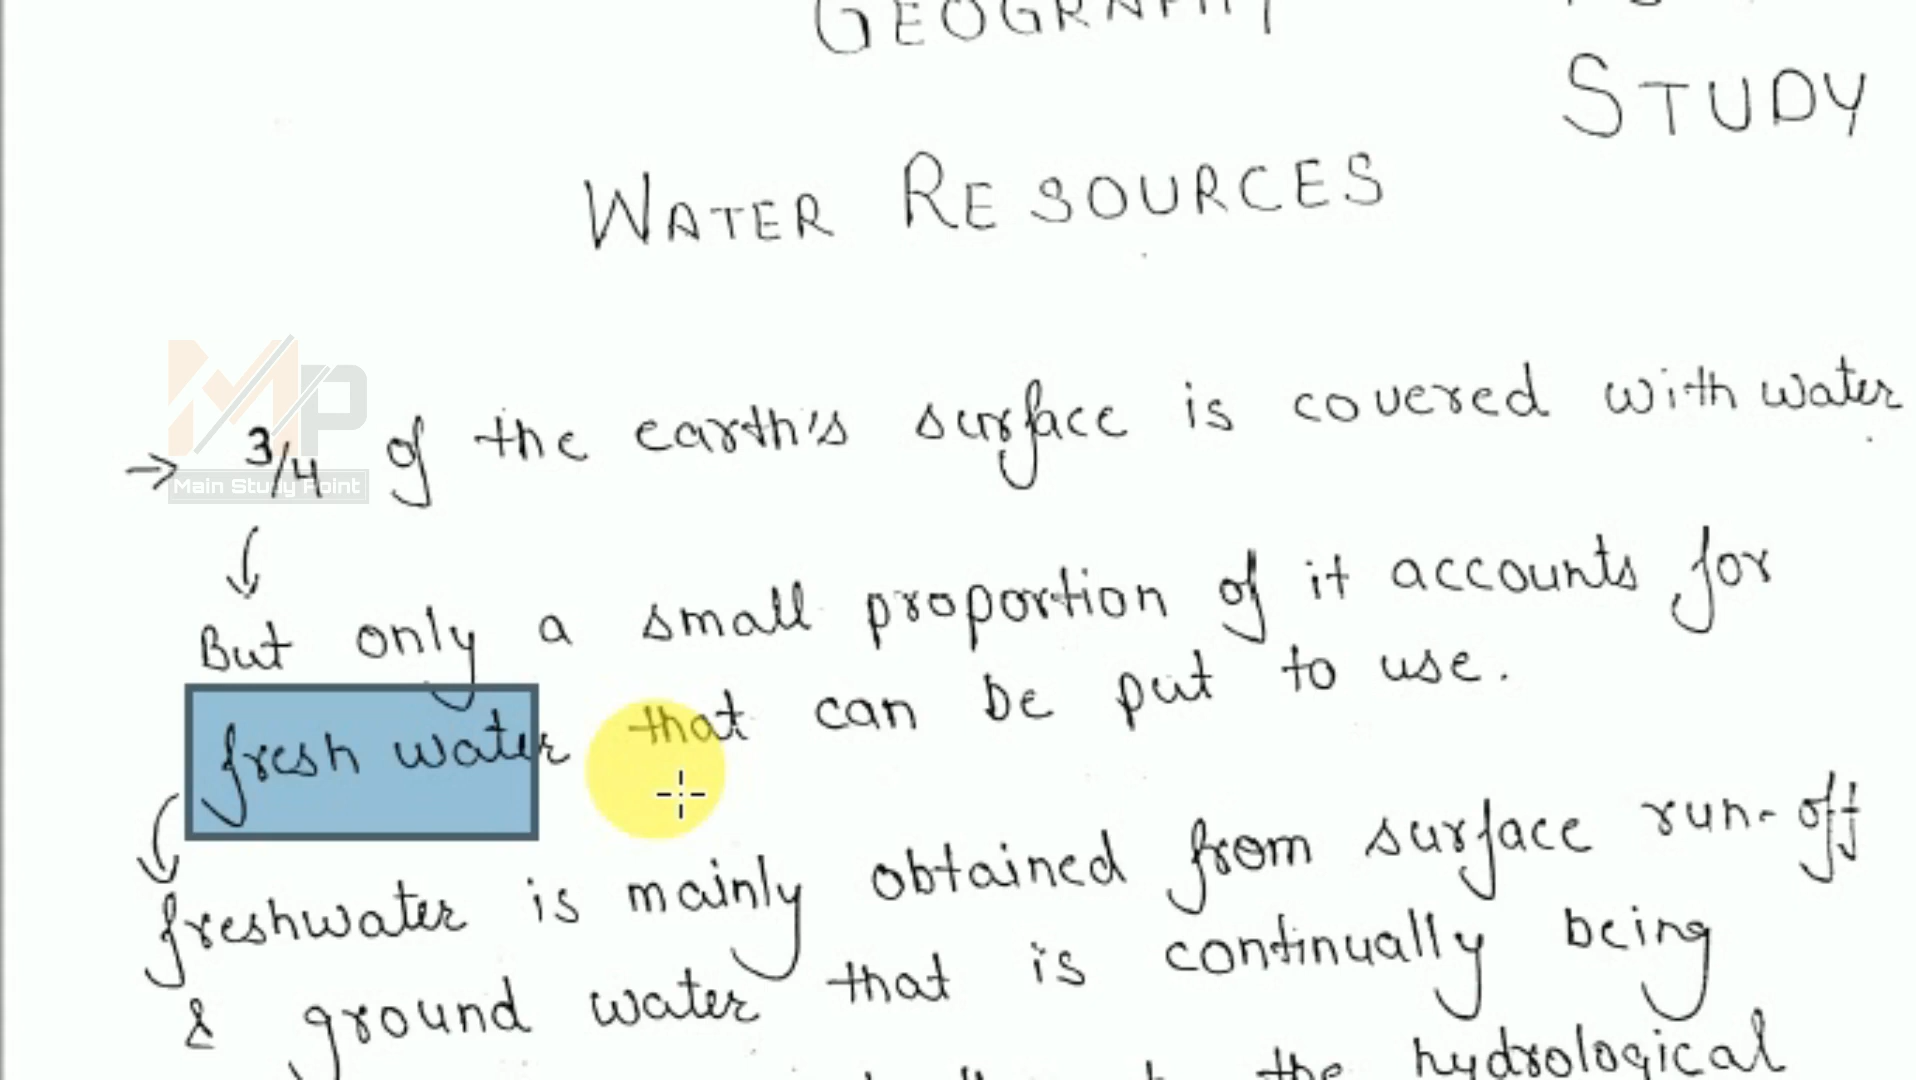 GEOGRAPHY
STUDY
WATER RESOURCES
→ 3/4 of the earth's surface is covered with water
Main Study Point
But only a small proportion of it accounts for
fresh water that can be put to use.
freshwater is mainly obtained from surface run-off
& ground water that is continually being
the hydrological